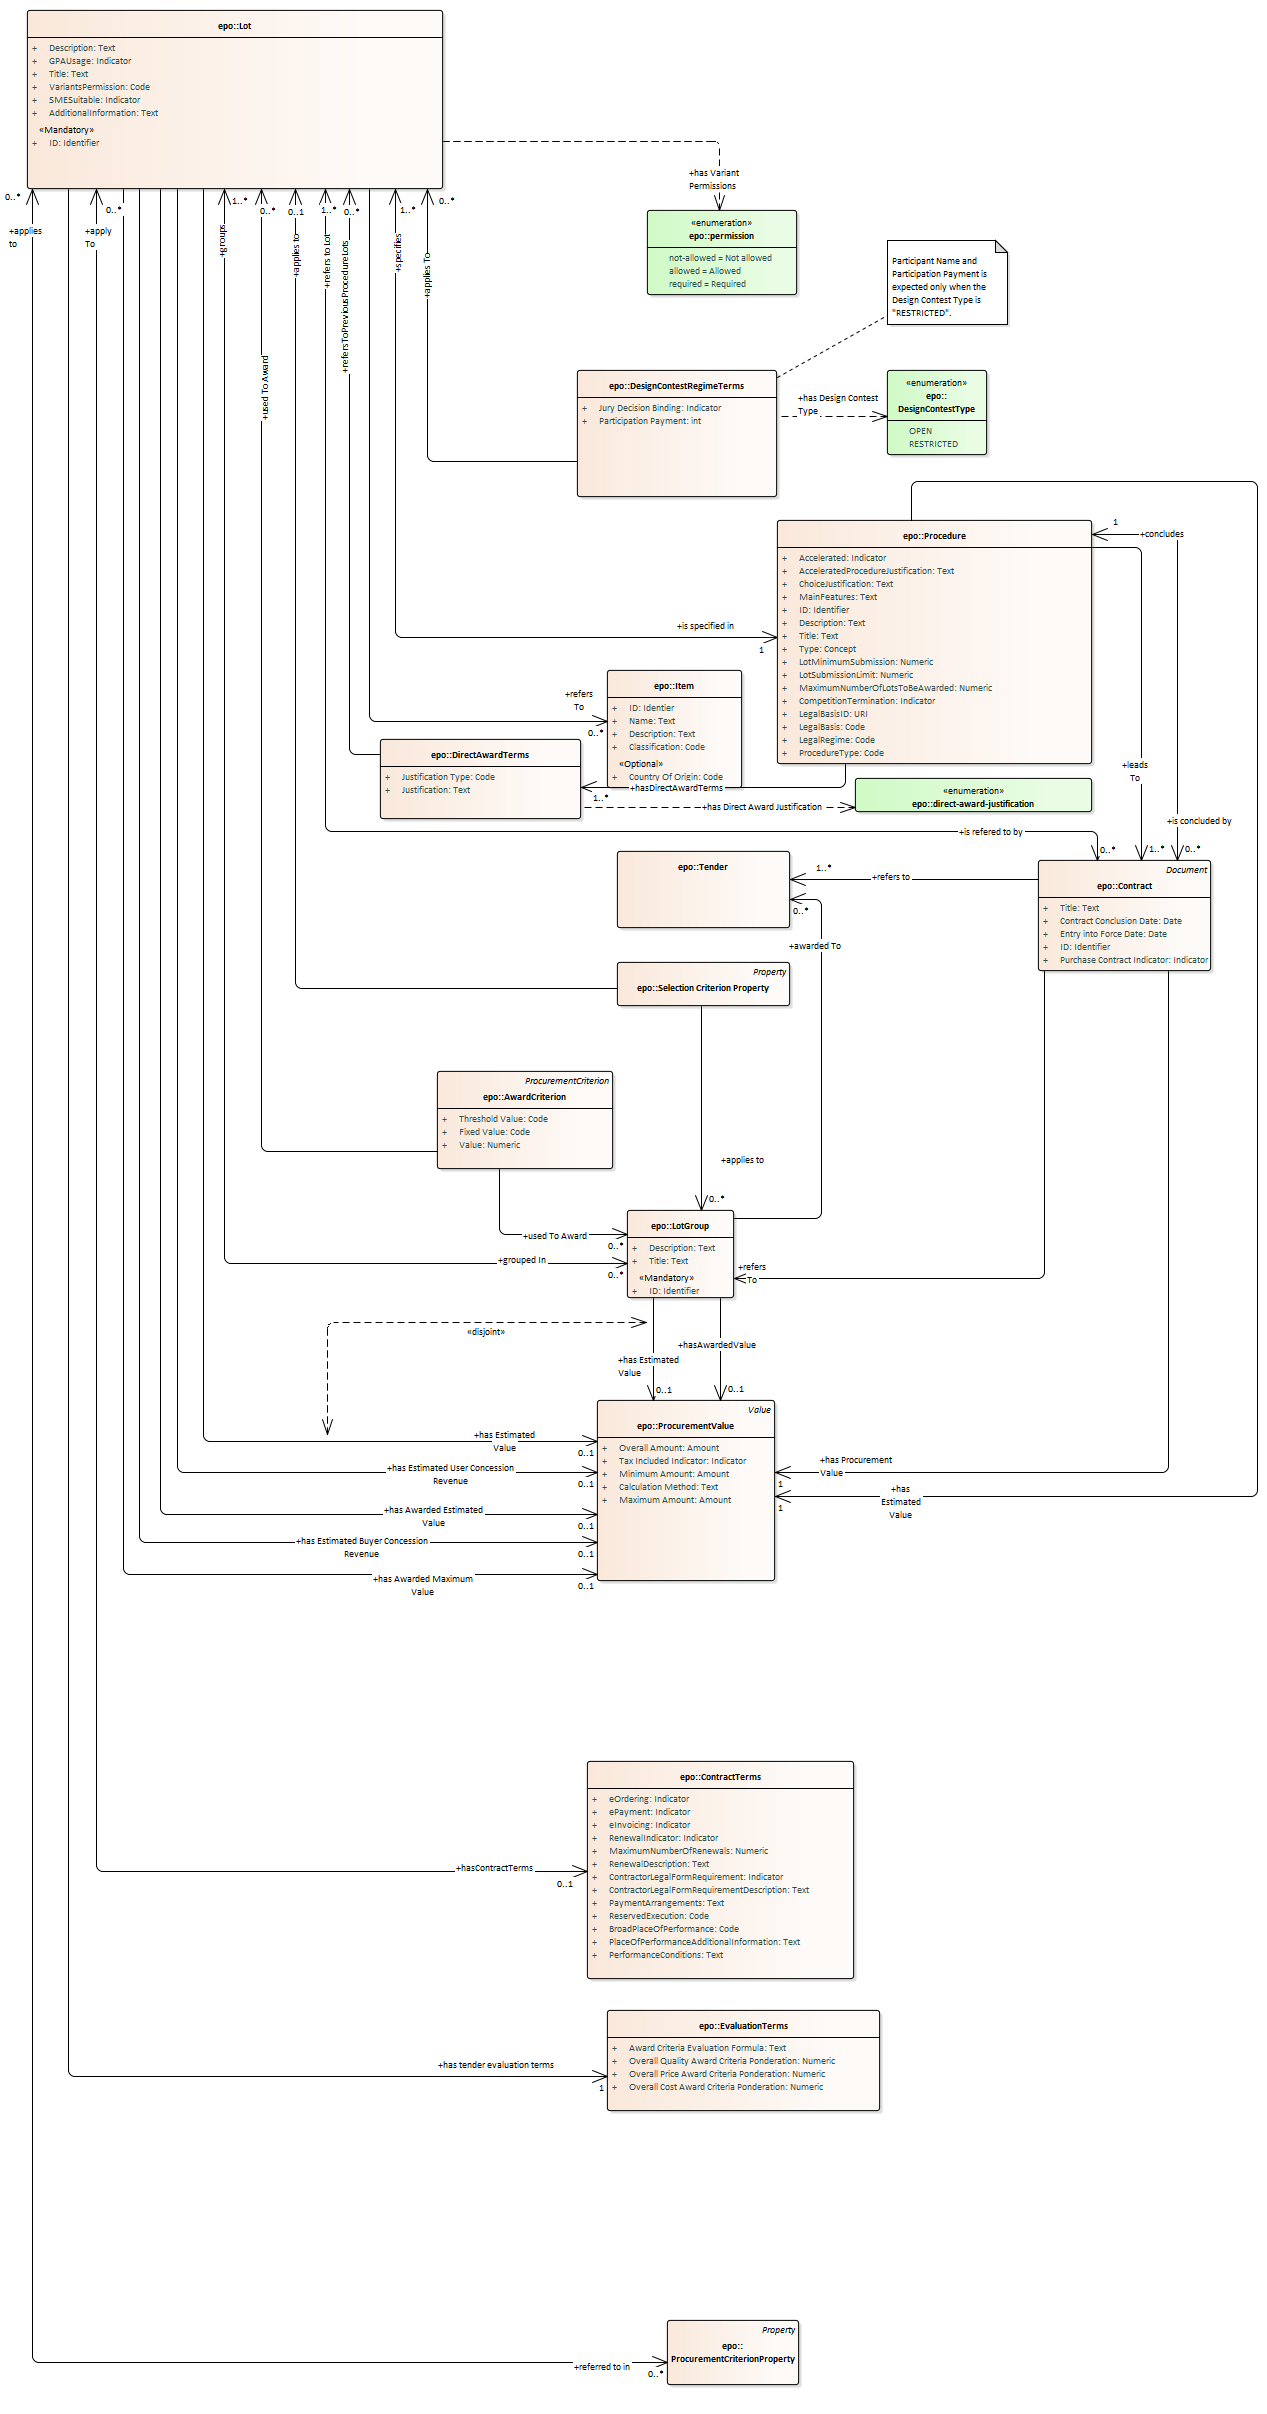 epo::Lot
+ Description: Text
+ GPAUsage: Indicator
+ Title: Text
+ VariantsPermission: Code
+ SMESuitable: Indicator
+ AdditionalInformation: Text
«Mandatory»
+ ID: Identifier
+has Variant
Permissions
0..*
+applies
to
+apply
To
0..*
1..*
+groups
0..*
+used To Award
0..1
+applies to
1..*
+refers to Lot
0..*
+refersToPreviousProcedureLots
1..*
+specifies
0..*
+applies To
«enumeration»
epo::permission
not-allowed = Not allowed
allowed = Allowed
required = Required
Participant Name and
Participation Payment is
expected only when the
Design Contest Type is
"RESTRICTED".
epo::DesignContestRegimeTerms
+ Jury Decision Binding: Indicator
+ Participation Payment: int
+has Design Contest
Type
«enumeration»
epo::
DesignContestType
OPEN
RESTRICTED
epo::Procedure
+ Accelerated: Indicator
+ AcceleratedProcedureJustification: Text
+ ChoiceJustification: Text
+ MainFeatures: Text
+ ID: Identifier
+ Description: Text
+ Title: Text
+ Type: Concept
+ LotMinimumSubmission: Numeric
+ LotSubmissionLimit: Numeric
+ MaximumNumberOfLotsToBeAwarded: Numeric
+ CompetitionTermination: Indicator
+ LegalBasisID: URI
+ LegalBasis: Code
+ LegalRegime: Code
+ ProcedureType: Code
1
+concludes
+is specified in
1
epo::Item
+ ID: Identier
+ Name: Text
+ Description: Text
+ Classification: Code
«Optional»
+ Country Of Origin: Code
+refers
To
0..*
epo::DirectAwardTerms
+ Justification Type: Code
+ Justification: Text
+hasDirectAwardTerms
1..*
+has Direct Award Justification
«enumeration»
epo::direct-award-justification
+leads
To
1..*
+is concluded by
0..*
+is refered to by
0..*
epo::Tender
1..*
+refers to
0..*
+awarded To
Document
epo::Contract
+ Title: Text
+ Contract Conclusion Date: Date
+ Entry into Force Date: Date
+ ID: Identifier
+ Purchase Contract Indicator: Indicator
Property
epo::Selection Criterion Property
ProcurementCriterion
epo::AwardCriterion
+ Threshold Value: Code
+ Fixed Value: Code
+ Value: Numeric
+applies to
0..*
epo::LotGroup
+ Description: Text
+ Title: Text
«Mandatory»
+ ID: Identifier
+used To Award
0..*
+grouped In
0..*
+refers
To
«disjoint»
+has Estimated
Value
0..1
+hasAwardedValue
0..1
Value
epo::ProcurementValue
+ Overall Amount: Amount
+ Tax Included Indicator: Indicator
+ Minimum Amount: Amount
+ Calculation Method: Text
+ Maximum Amount: Amount
+has Estimated
Value
0..1
+has Estimated User Concession
Revenue
0..1
+has Awarded Estimated
Value
0..1
+has Estimated Buyer Concession
Revenue
0..1
+has Awarded Maximum
Value
0..1
+has Procurement
Value
1
+has
Estimated
Value
1
epo::ContractTerms
+ eOrdering: Indicator
+ ePayment: Indicator
+ eInvoicing: Indicator
+ RenewalIndicator: Indicator
+ MaximumNumberOfRenewals: Numeric
+ RenewalDescription: Text
+ ContractorLegalFormRequirement: Indicator
+ ContractorLegalFormRequirementDescription: Text
+ PaymentArrangements: Text
+ ReservedExecution: Code
+ BroadPlaceOfPerformance: Code
+ PlaceOfPerformanceAdditionalInformation: Text
+ PerformanceConditions: Text
+hasContractTerms
0..1
epo::EvaluationTerms
+ Award Criteria Evaluation Formula: Text
+ Overall Quality Award Criteria Ponderation: Numeric
+ Overall Price Award Criteria Ponderation: Numeric
+ Overall Cost Award Criteria Ponderation: Numeric
+has tender evaluation terms
1
Property
epo::
ProcurementCriterionProperty
+referred to in
0..*